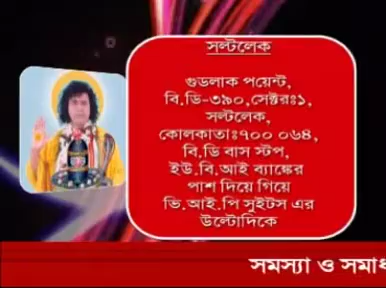 সল্টলেক
গুডলাক পয়েন্ট,
বি.ডি-৩৯০,সেক্টরঃ১,
সল্টলেক,
কোলকাতাঃ৭০০ ০৬৪,
বি.ডি বাস স্টপ,
ইউ.বি.আই ব্যাঙ্কের
পাশ দিয়ে গিয়ে
ভি.আই.পি সুইটস এর
উল্টোদিকে
সমস্যা ও সমাধ